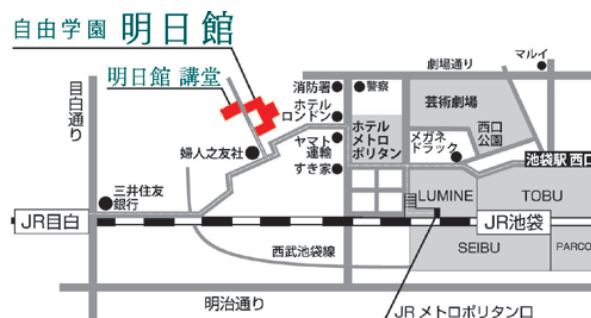 自由学園 明日館
明日館 講堂
目白通り
消防署
警察
劇場通り
マルイ
ホテル
ロンドン
芸術劇場
西口
公園
ホテル
メトロ
ポリタン
メガネ
ドラック
ヤマト
運輸
婦人之友社
すき家
池袋駅 西口
三井住友
銀行
LUMINE
TOBU
JR目白
JR池袋
西武池袋線
SEIBU
PARCO
明治通り
JR メトロポリタン口